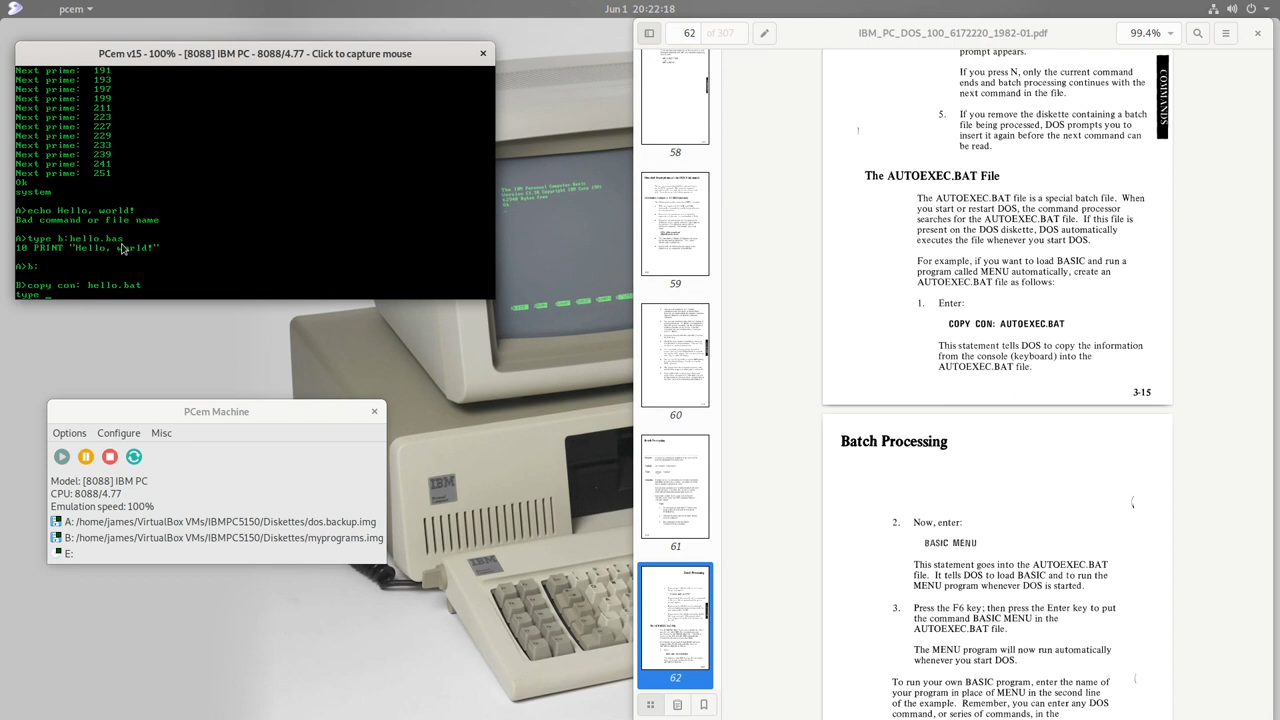 pcem
PCem v15 - 100% - [8088] IBM PC - 8088/4.77 - Click to capture mouse
Next prime:  191
Next prime:  193
Next prime:  197
Next prime:  199
Next prime:  211
Next prime:  223
Next prime:  227
Next prime:  229
Next prime:  233
Next prime:  239
Next prime:  241
Next prime:  251
Ok
system
A>echo Hello, world!
Bad command or file name
A>type b:hello.bas
10 PRINT "Hello, world!"
A>b:
B>copy con: hello.bat
type _
The IBM Personal Computer Basic
Ok
IBM
PCem Machine
Options Configure Misc
Model: [8088] IBM PC
CPU: 8088/4.77
Emulation speed: 100%
B: /home/james/VirtualBox VMs/IBM PC5150/Diskettes/myprograms.img
E:
62 of 307
IBM_PC_DOS_100_6172220_1982-01.pdf
99.4%
58
59
60
61
Batch Processing
62
prompt appears.
If you press N, only the current command
ends and batch processing continues with the
next command in the file.
5. If you remove the diskette containing a batch
file being processed, DOS prompts you to
insert it again before the next command can
be read.
COMMANDS
The AUTOEXEC.BAT File
The AUTOEXEC.BAT file is a special batch file. When
you start or restart DOS, the command processor
searches for the AUTOEXEC.BAT file. If this file is
present on the DOS diskette, DOS automatically
executes the file whenever you start DOS.
For example, if you want to load BASIC and run a
program called MENU automatically, create an
AUTOEXEC.BAT file as follows:
1. Enter:
COPY CON: AUTOEXEC.BAT
This statement tells DOS to copy the information
from the console (keyboard) into the
AUTOEXEC.BAT file.
3-15
Batch Processing
2. Now, enter:
BASIC MENU
This statement goes into the AUTOEXEC.BAT
file. It tells DOS to load BASIC and to run the
MENU program whenever DOS is started.
3. Press the F6 key; then press the Enter key to put
the command BASIC MENU in the
AUTOEXEC.BAT file.
The MENU program will now run automatically
whenever you start DOS.
To run your own BASIC program, enter the name of
your program in place of MENU in the second line
of the example. Remember, you can enter any DOS
command, or series of commands, in the